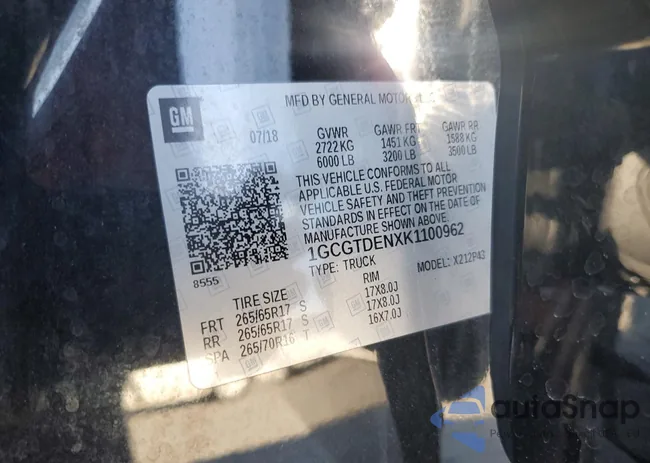 GM
MFD BY GENERAL MOTOR
07/18
GVWR GAWR FRT GAWR RR
2722 KG 1451 KG 1588 KG
6000 LB 3200 LB 3500 LB
THIS VEHICLE CONFORMS TO ALL
APPLICABLE U.S. FEDERAL MOTOR
VEHICLE SAFETY AND THEFT PREVENTION
STANDARDS IN EFFECT ON THE DATE OF
MANUFACTURE SHOWN ABOVE.
1GCGTDENXK1100962
TYPE: TRUCK MODEL: X212P43
8555
TIRE SIZE RIM
FRT 265/65R17 S 17X8.0J
RR 265/65R17 S 17X8.0J
SPA 265/70R16 T 16X7.0J
autoSnap